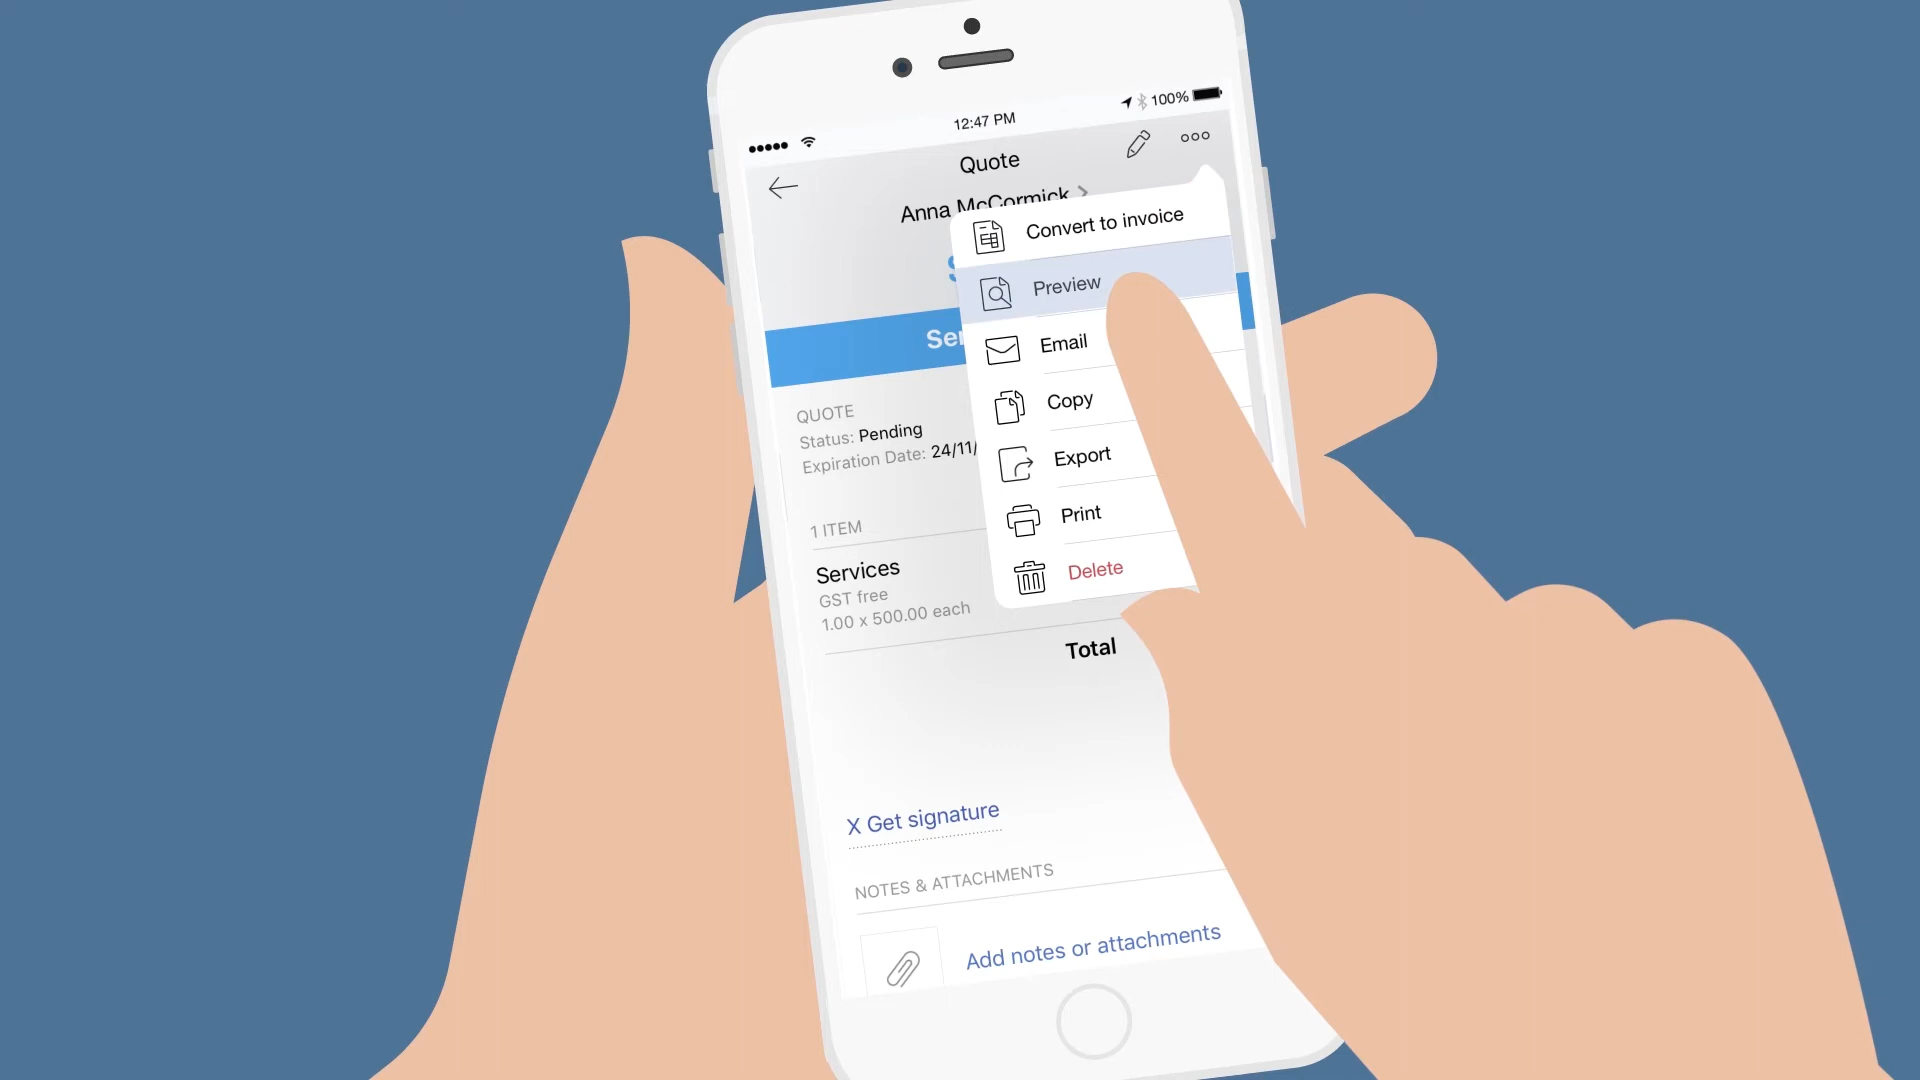 12:47 PM
100%
Quote
Anna McCormick
Convert to invoice
Preview
Email
Copy
Export
Print
Delete
QUOTE
Status: Pending
Expiration Date: 24/11/
1 ITEM
Services
GST free
1.00 x 500.00 each
Total
X Get signature
NOTES & ATTACHMENTS
Add notes or attachments